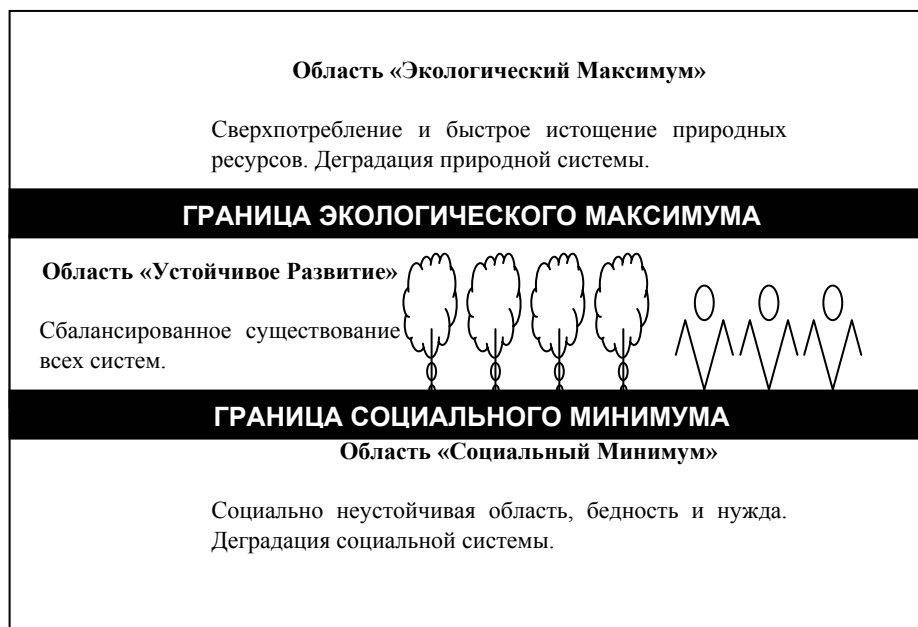 Область «Экологический Максимум»
Сверхпотребление и быстрое истощение природных
ресурсов. Деградация природной системы.
ГРАНИЦА ЭКОЛОГИЧЕСКОГО МАКСИМУМА
Область «Устойчивое Развитие»
Сбалансированное существование
всех систем.
ГРАНИЦА СОЦИАЛЬНОГО МИНИМУМА
Область «Социальный Минимум»
Социально неустойчивая область, бедность и нужда.
Деградация социальной системы.